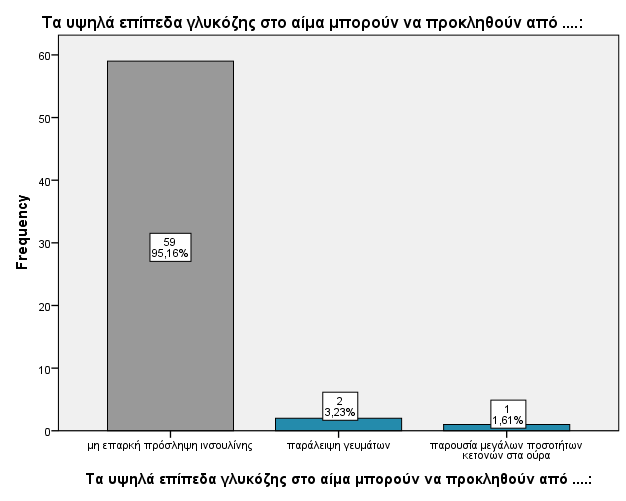 Τα υψηλά επίπεδα γλυκόζης στο αίμα μπορούν να προκληθούν από ....:
Frequency
60
50
40
30
20
10
0
59
95,16%
2
3,23%
1
1,61%
μη επαρκή πρόσληψη ινσουλίνης
παράλειψη γευμάτων
παρουσία μεγάλων ποσοτήτων
κετονών στα ούρα
Τα υψηλά επίπεδα γλυκόζης στο αίμα μπορούν να προκληθούν από ....: